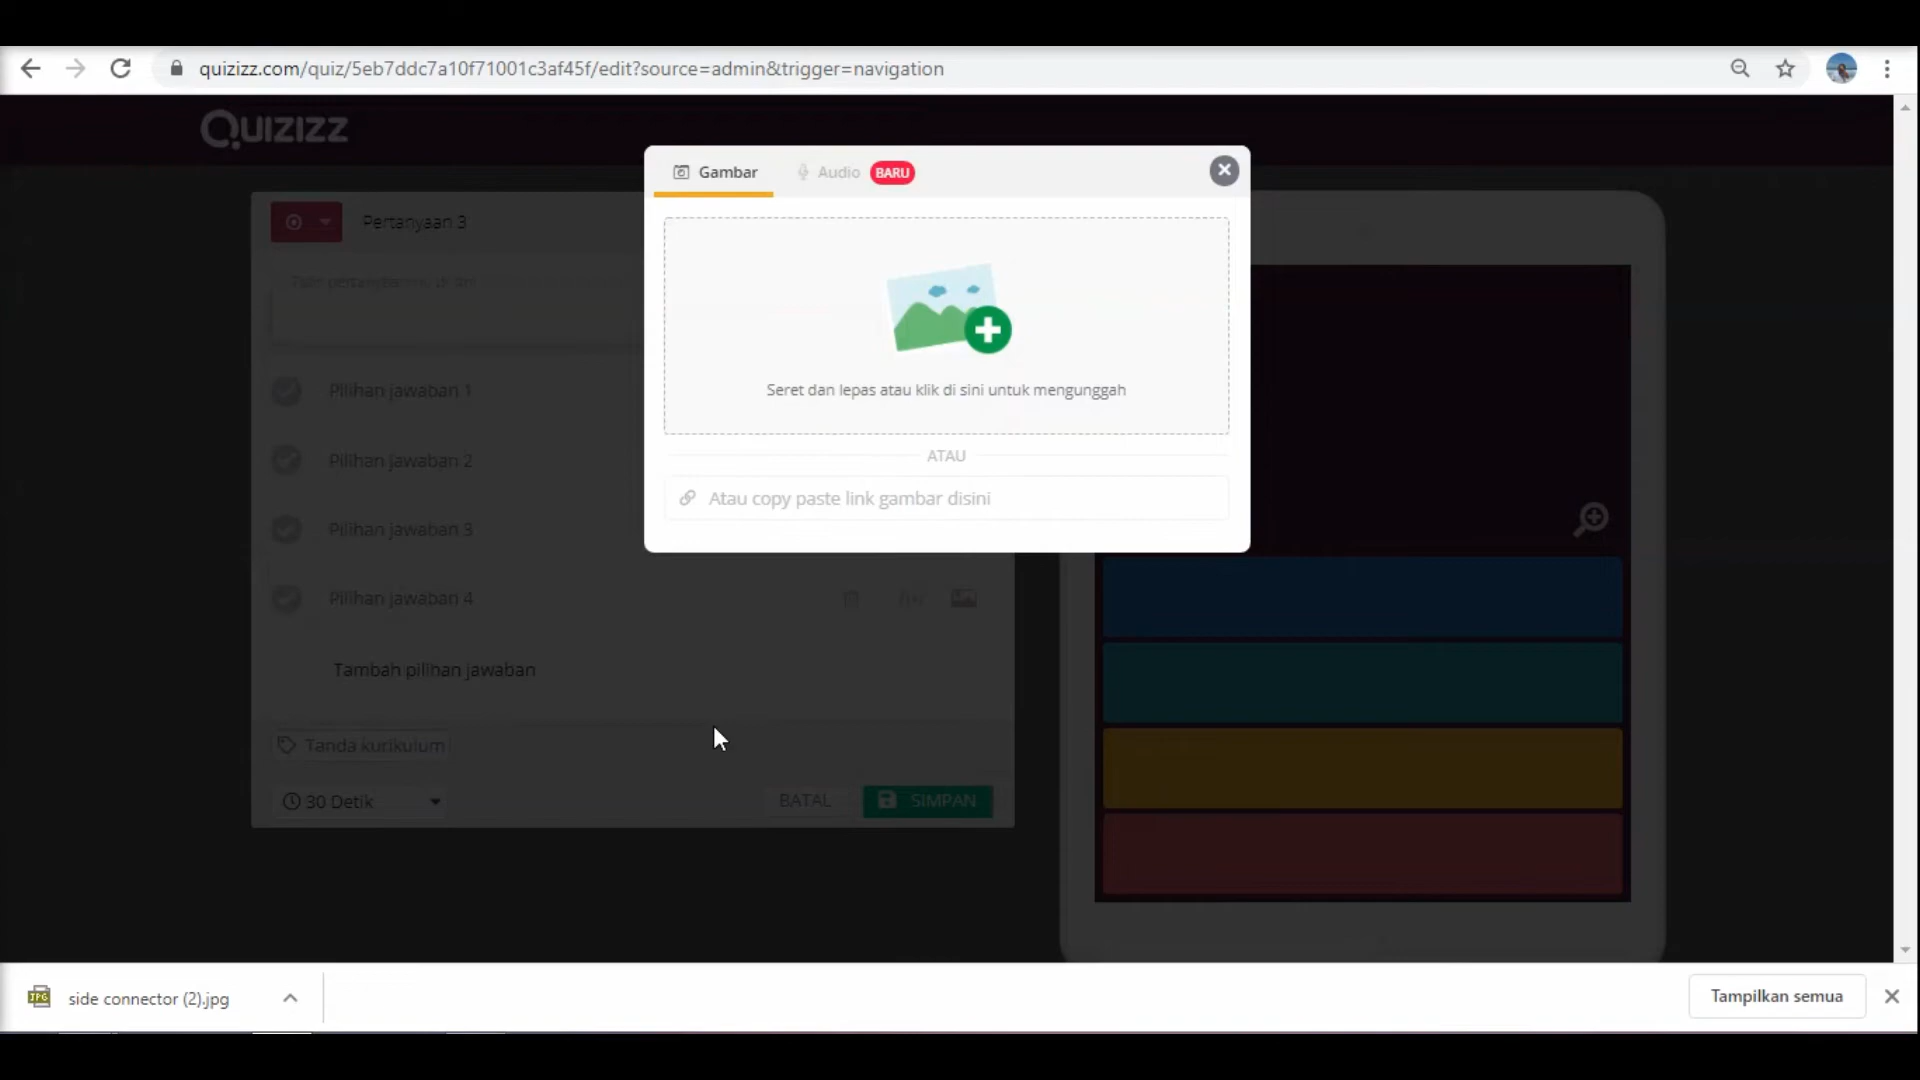 quizizz.com/quiz/5eb7ddc7a10f71001c3af45f/edit?source=admin&trigger=navigation
QUIZIZZ
Gambar
Audio BARU
Pertanyaan 3
Seret dan lepas atau klik di sini untuk mengunggah
ATAU
Atau copy paste link gambar disini
Pilihan jawaban 1
Pilihan jawaban 2
Pilihan jawaban 3
Pilihan jawaban 4
Tambah pilihan jawaban
Tanda kurikulum
30 Detik
BATAL
SIMPAN
JPG
side connector (2).jpg
Tampilkan semua